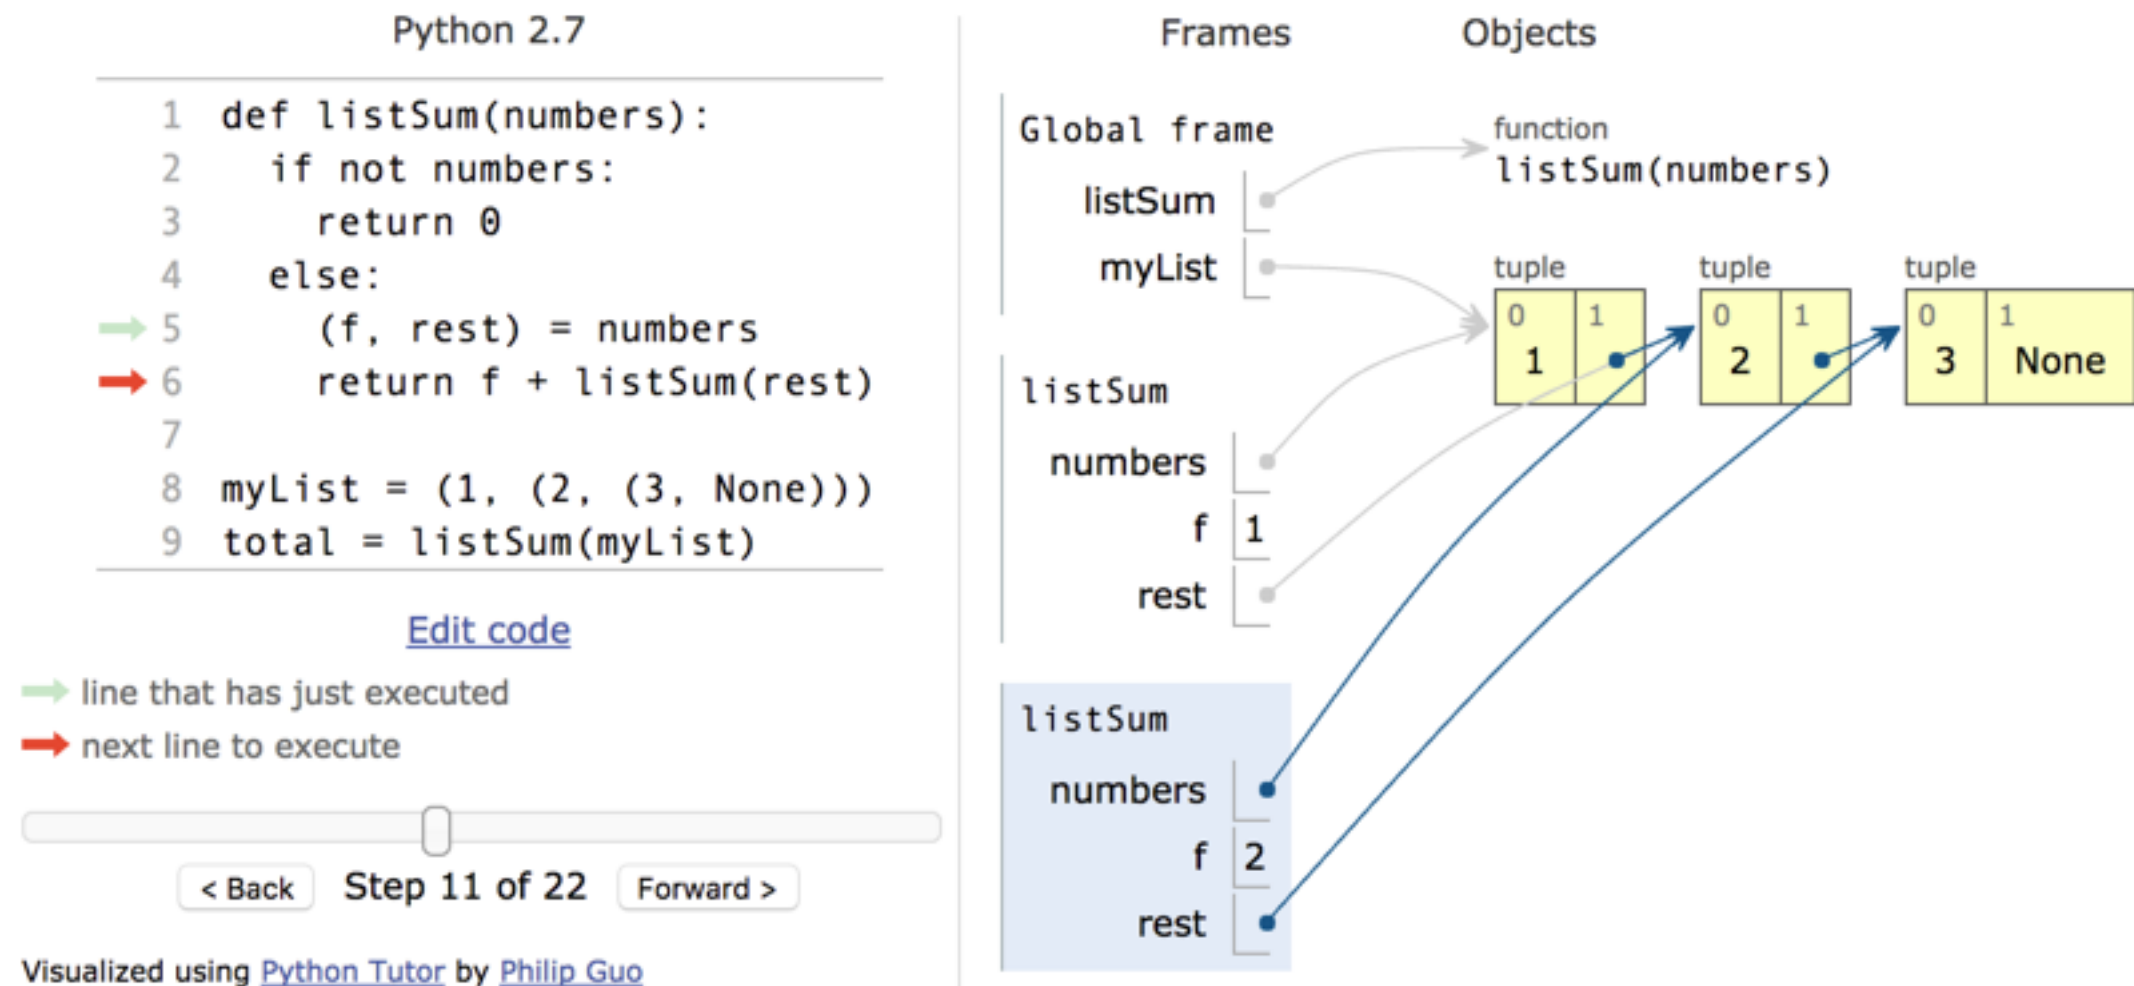 Python 2.7
1 def listSum(numbers):
2 if not numbers:
3 return 0
4 else:
5 (f, rest) = numbers
6 return f + listSum(rest)
7
8 myList = (1, (2, (3, None)))
9 total = listSum(myList)
Edit code
line that has just executed
next line to execute
< Back Step 11 of 22 Forward >
Visualized using Python Tutor by Philip Guo
Frames Objects
Global frame
listSum
myList
function
listSum(numbers)
tuple tuple tuple
0 1 0 1 0 1
1 2 3 None
listSum
numbers
f 1
rest
listSum
numbers
f 2
rest